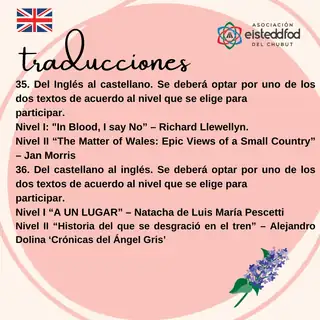 ASOCIACIÓN
eisteddfod
DEL CHUBUT
traducciones
35. Del Inglés al castellano. Se deberá optar por uno de los
dos textos de acuerdo al nivel que se elige para
participar.
Nivel I: "In Blood, I say No” – Richard Llewellyn.
Nivel II “The Matter of Wales: Epic Views of a Small Country”
– Jan Morris
36. Del castellano al inglés. Se deberá optar por uno de los
dos textos de acuerdo al nivel que se elige para
participar.
Nivel I “A UN LUGAR” – Natacha de Luis María Pescetti
Nivel II “Historia del que se desgració en el tren” – Alejandro
Dolina ‘Crónicas del Ángel Gris’